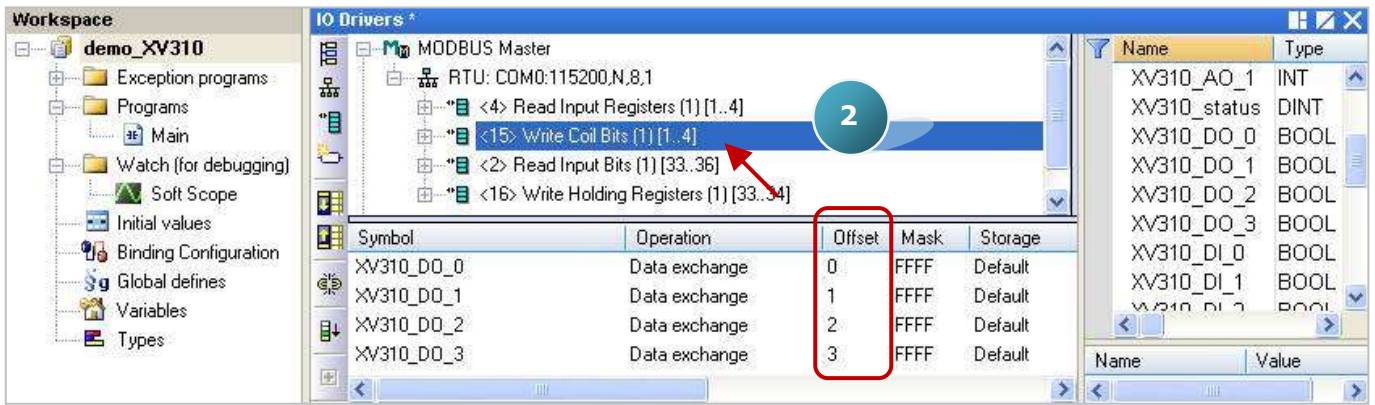 Workspace
demo_XV310
Exception programs
Programs
Main
Watch (for debugging)
Soft Scope
Initial values
Binding Configuration
Global defines
Variables
Types
IO Drivers *
MODBUS Master
RTU: COM0:115200,N,8,1
<4> Read Input Registers (1) [1..4]
<15> Write Coil Bits (1) [1..4]
<2> Read Input Bits (1) [33..36]
<16> Write Holding Registers (1) [33..34]
2
Symbol Operation Offset Mask Storage
XV310_DO_0 Data exchange 0 FFFF Default
XV310_DO_1 Data exchange 1 FFFF Default
XV310_DO_2 Data exchange 2 FFFF Default
XV310_DO_3 Data exchange 3 FFFF Default
Name Type
XV310_AO_1 INT
XV310_status DINT
XV310_DO_0 BOOL
XV310_DO_1 BOOL
XV310_DO_2 BOOL
XV310_DO_3 BOOL
XV310_DI_0 BOOL
XV310_DI_1 BOOL
XV310_DI_2 BOOL
Name Value